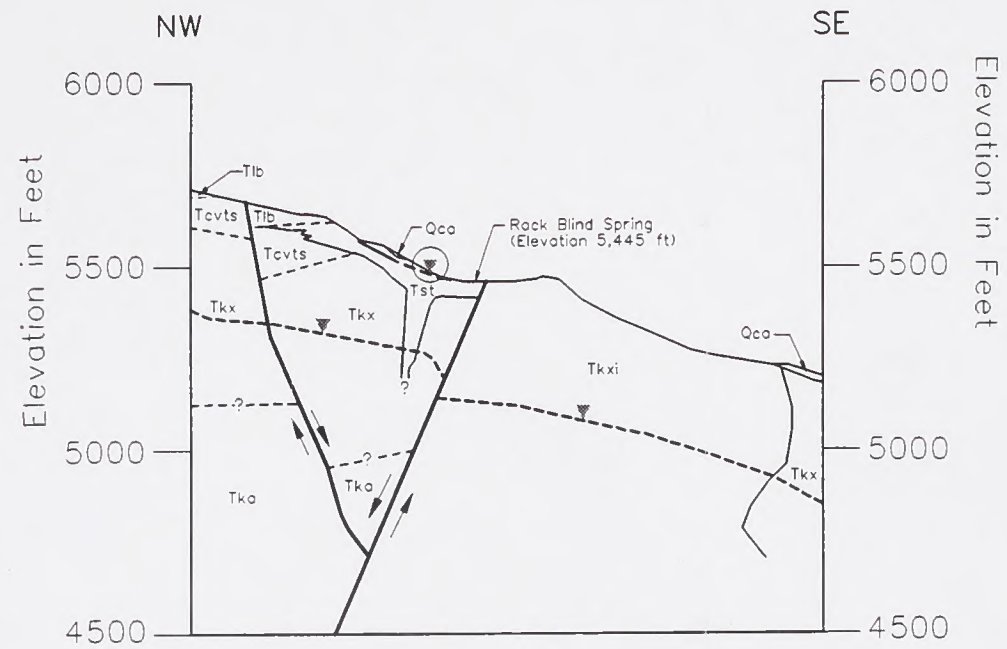 NW
SE
Elevation in Feet
Elevation in Feet
6000
6000
Tlb
Tcvts
Tlb
Qca
Rock Blind Spring
(Elevation 5,445 ft)
5500
5500
Tcvts
Tst
Tkx
Tkx
Qca
Tkxi
?
?
5000
5000
?
Tka
Tka
Tkx
4500
4500